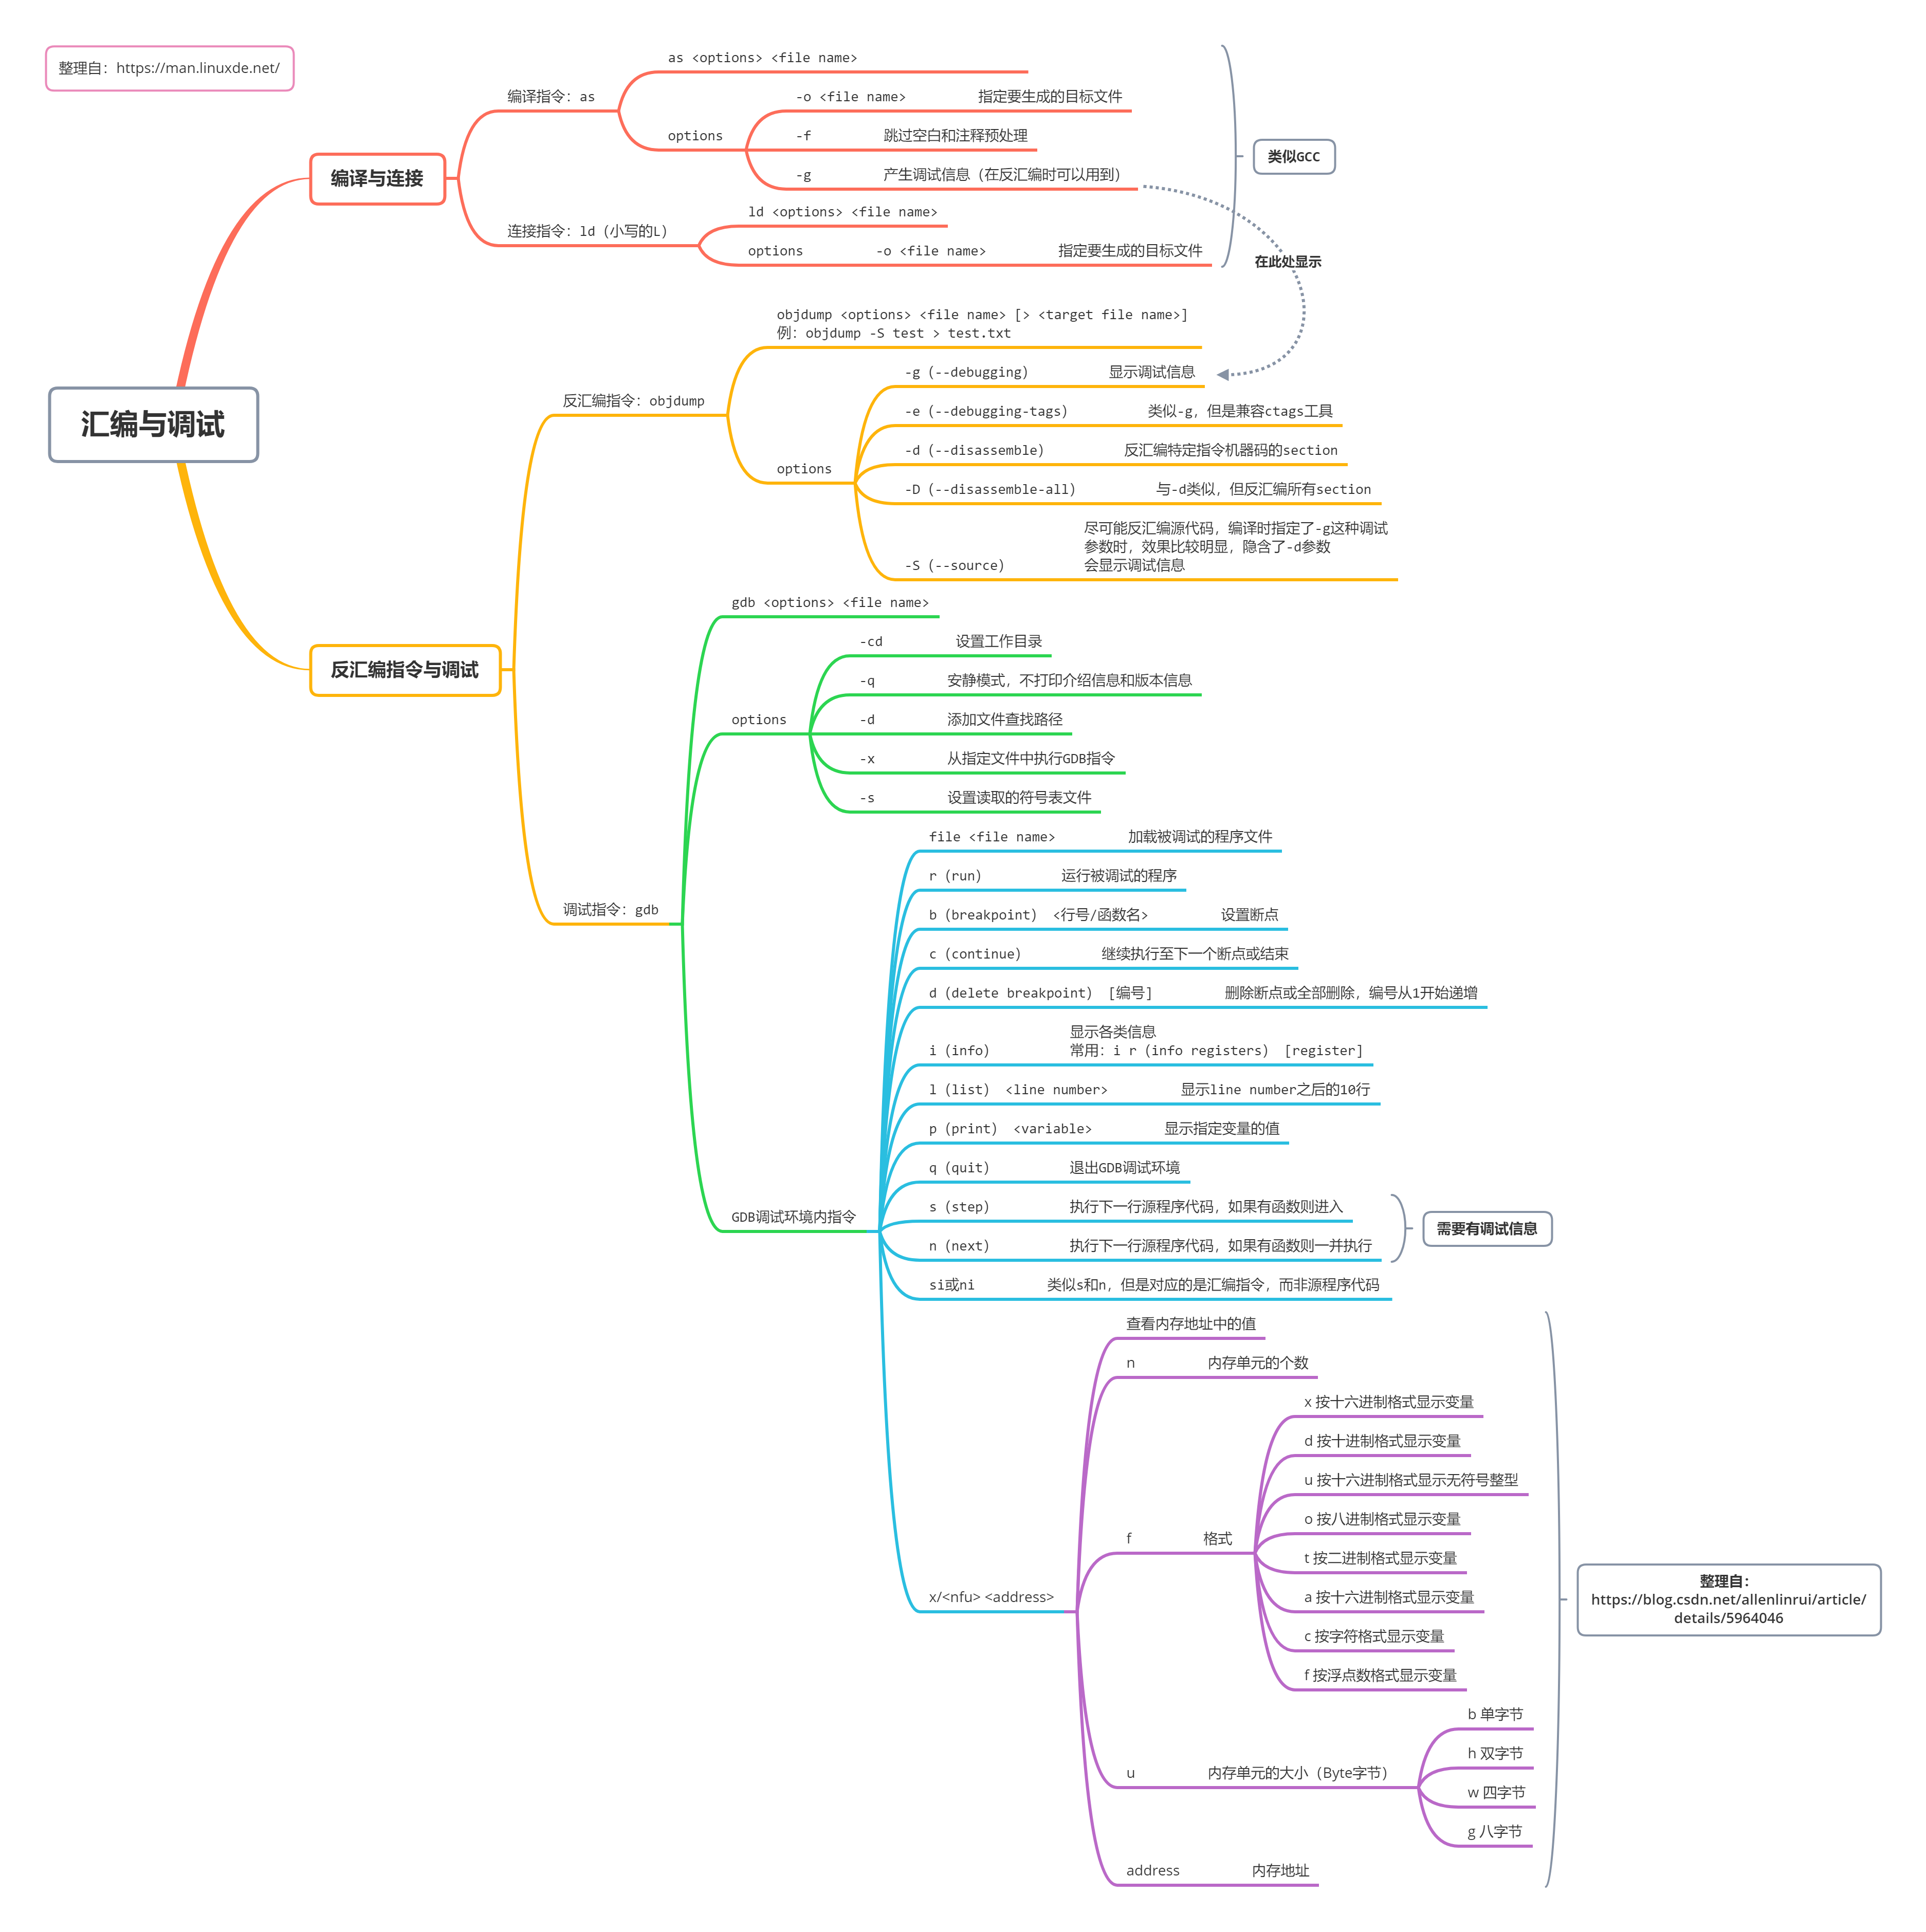 整理自：https://man.linuxde.net/
汇编与调试
编译与连接
编译指令：as
as <options> <file name>
options
-o <file name> 指定要生成的目标文件
-f 跳过空白和注释预处理
-g 产生调试信息（在反汇编时可以用到）
连接指令：ld（小写的L）
ld <options> <file name>
options -o <file name> 指定要生成的目标文件
类似GCC
在此处显示
反汇编指令与调试
反汇编指令：objdump
objdump <options> <file name> [> <target file name>]
例：objdump -S test > test.txt
options
-g（--debugging） 显示调试信息
-e（--debugging-tags） 类似-g，但是兼容ctags工具
-d（--disassemble） 反汇编特定指令机器码的section
-D（--disassemble-all） 与-d类似，但反汇编所有section
-S（--source）
尽可能反汇编源代码，编译时指定了-g这种调试
参数时，效果比较明显，隐含了-d参数
会显示调试信息
调试指令：gdb
gdb <options> <file name>
options
-cd 设置工作目录
-q 安静模式，不打印介绍信息和版本信息
-d 添加文件查找路径
-x 从指定文件中执行GDB指令
-s 设置读取的符号表文件
GDB调试环境内指令
file <file name> 加载被调试的程序文件
r（run） 运行被调试的程序
b（breakpoint） <行号/函数名> 设置断点
c（continue） 继续执行至下一个断点或结束
d（delete breakpoint） [编号] 删除断点或全部删除，编号从1开始递增
i（info）
显示各类信息
常用：i r（info registers） [register]
l（list） <line number> 显示line number之后的10行
p（print） <variable> 显示指定变量的值
q（quit） 退出GDB调试环境
s（step） 执行下一行源程序代码，如果有函数则进入
n（next） 执行下一行源程序代码，如果有函数则一并执行
需要有调试信息
si或ni 类似s和n，但是对应的是汇编指令，而非源程序代码
x/<nfu> <address>
查看内存地址中的值
n 内存单元的个数
f 格式
x 按十六进制格式显示变量
d 按十进制格式显示变量
u 按十六进制格式显示无符号整型
o 按八进制格式显示变量
t 按二进制格式显示变量
a 按十六进制格式显示变量
c 按字符格式显示变量
f 按浮点数格式显示变量
u 内存单元的大小（Byte字节）
b 单字节
h 双字节
w 四字节
g 八字节
address 内存地址
整理自：
https://blog.csdn.net/allenlinrui/article/
details/5964046